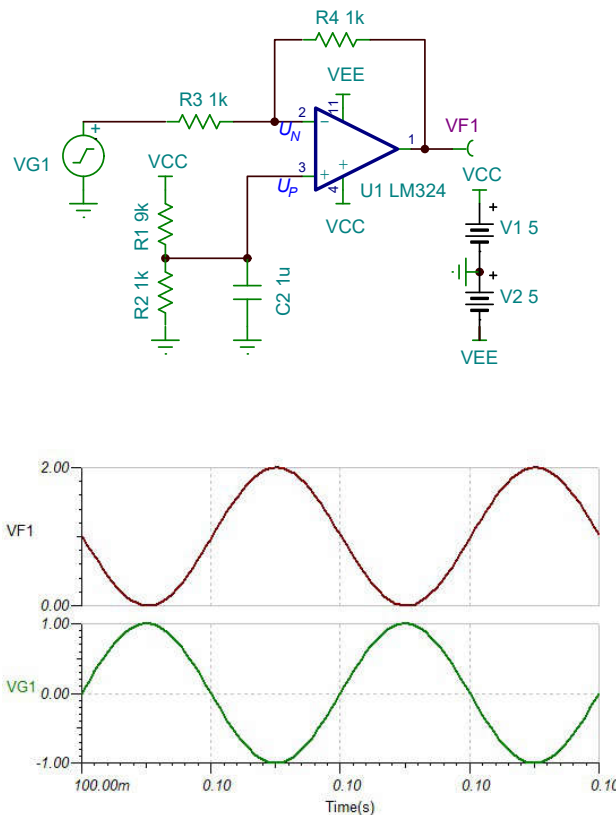 R4 1k
VEE
R3 1k
2
11
−
U_N
1
VF1
VG1
+
VCC
3
+
+
4
U_P
U1 LM324
VCC
VCC
R1 9k
R2 1k
C2 1u
+
V1 5
+
V2 5
VEE
2.00
VF1
0.00
1.00
VG1
0.00
-1.00
100.00m
0.10
0.10
0.10
0.10
Time(s)